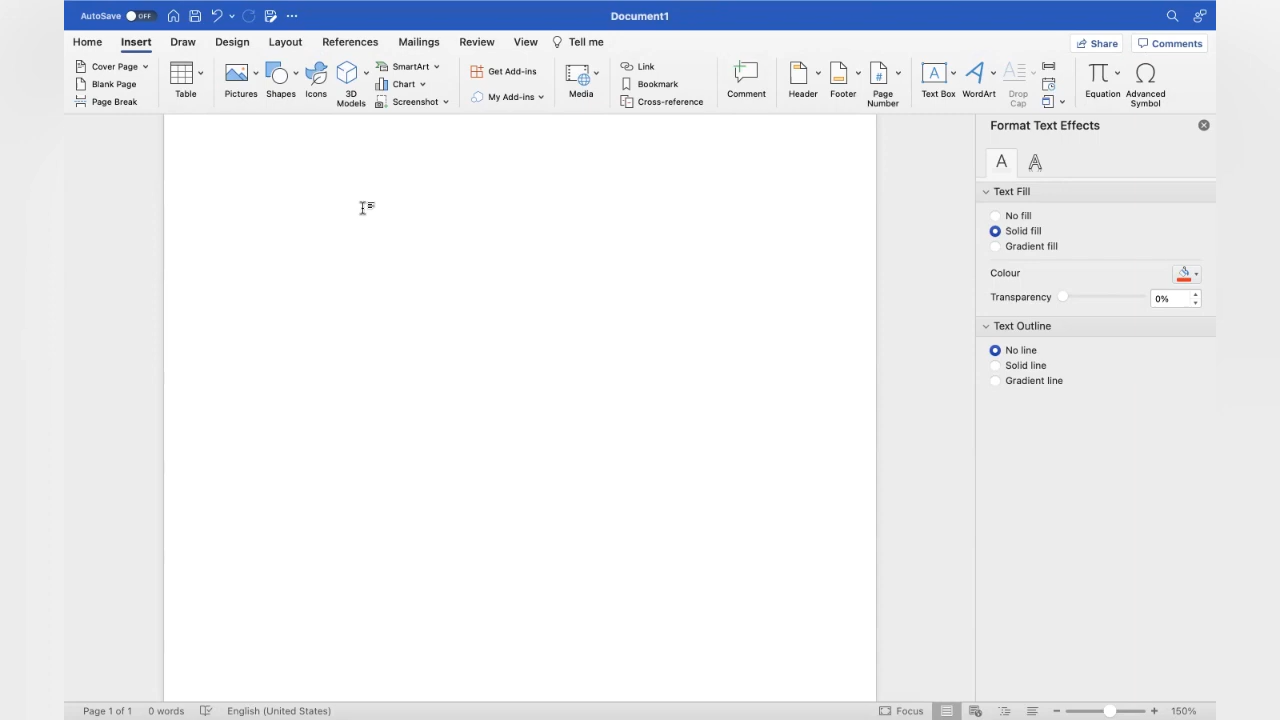 AutoSave OFF
Document1
Home Insert Draw Design Layout References Mailings Review View Tell me
Share Comments
Cover Page
Blank Page
Page Break
Table
Pictures
Shapes
Icons
3D
Models
SmartArt
Chart
Screenshot
Get Add-ins
My Add-ins
Media
Link
Bookmark
Cross-reference
Comment
Header
Footer
Page
Number
Text Box
WordArt
Drop
Cap
Equation
Advanced
Symbol
Format Text Effects
Text Fill
No fill
Solid fill
Gradient fill
Colour
Transparency 0%
Text Outline
No line
Solid line
Gradient line
Page 1 of 1 0 words English (United States) Focus 150%